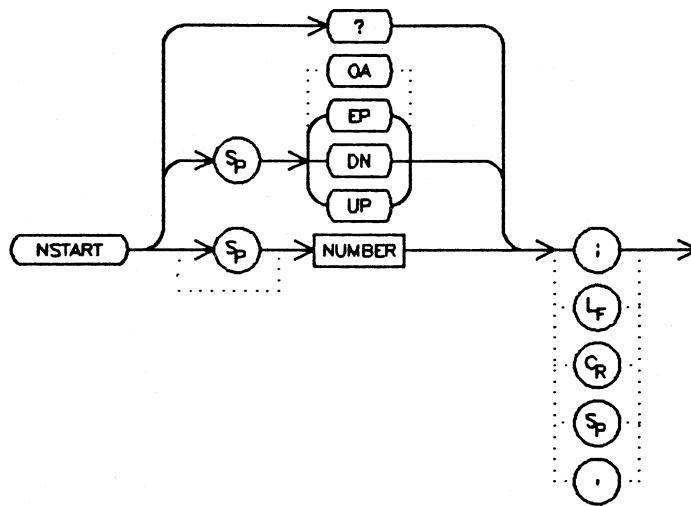 ?
OA
EP
SP DN
UP
NSTART SP NUMBER ;
LF
CR
SP
,